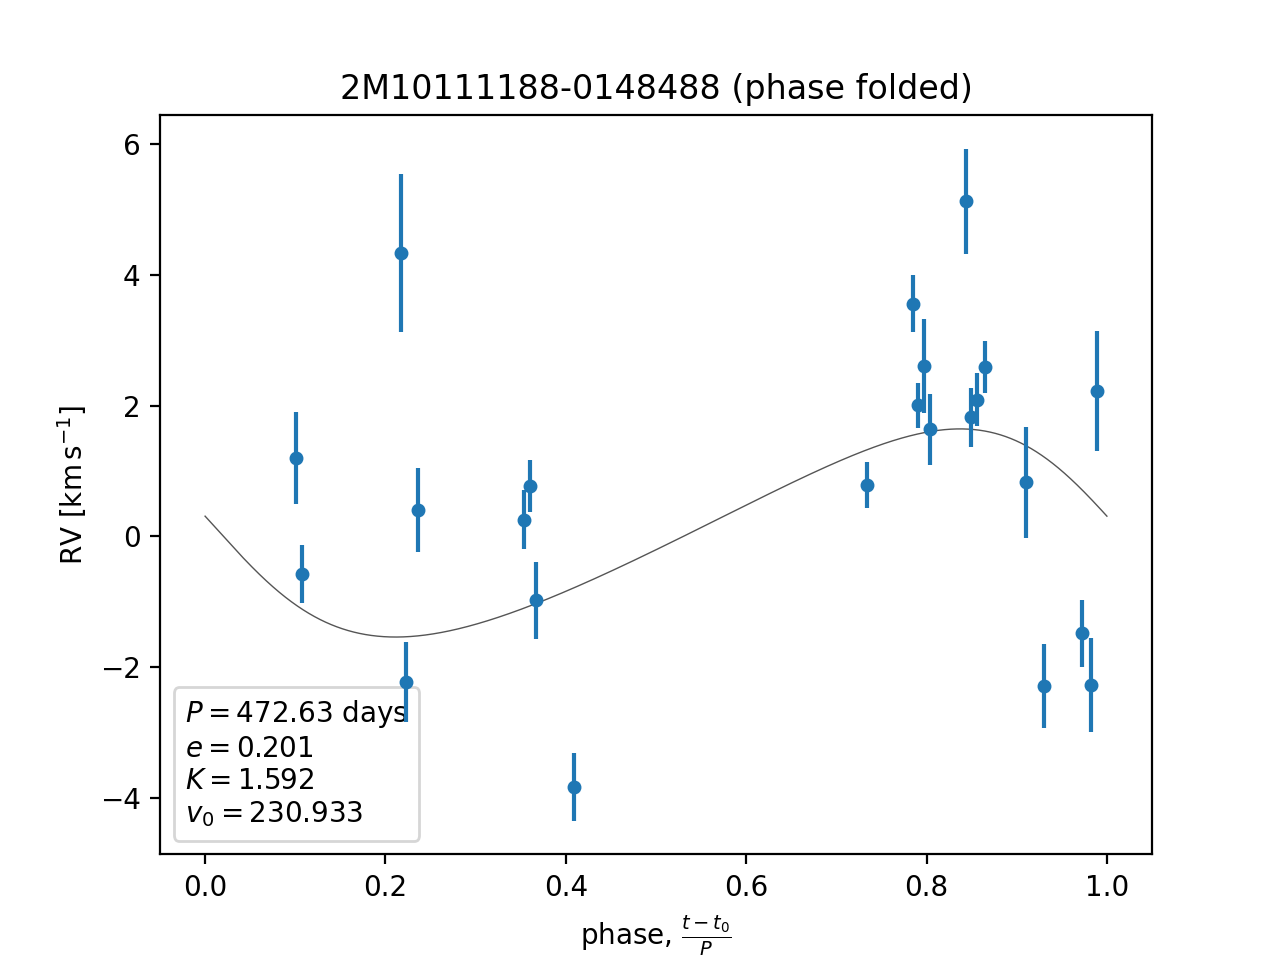 2M10111188-0148488 (phase folded)
RV [km s⁻¹]
6
4
2
0
−2
−4
P = 472.63 days
e = 0.201
K = 1.592
v₀ = 230.933
0.0 0.2 0.4 0.6 0.8 1.0
phase, (t − t₀)/P